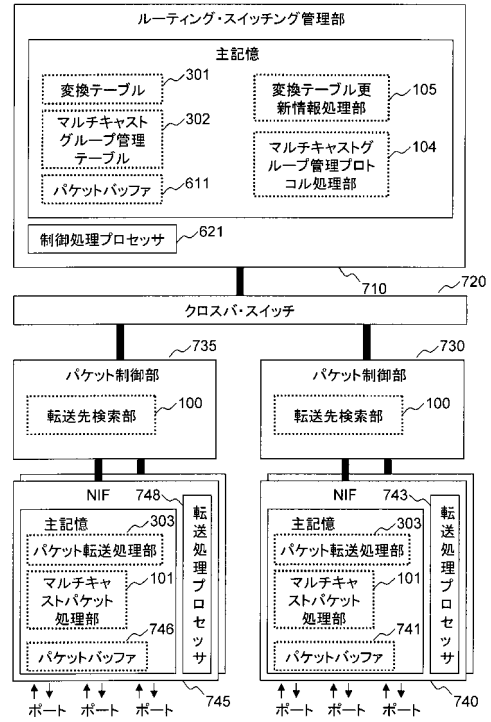 ルーティング・スイッチング管理部
主記憶
変換テーブル
301
マルチキャスト
グループ管理
テーブル
302
パケットバッファ
611
変換テーブル更
新情報処理部
105
マルチキャストグ
ループ管理プロト
コル処理部
104
制御処理プロセッサ
621
710
720
クロスバ・スイッチ
735
パケット制御部
転送先検索部
100
730
パケット制御部
転送先検索部
100
NIF
748
主記憶
303
パケット転送処理部
101
マルチキャ
ストパケット
処理部
746
パケットバッファ
転送処理プロセッサ
745
ポート ポート ポート
NIF
743
主記憶
303
パケット転送処理部
101
マルチキャ
ストパケット
処理部
741
パケットバッファ
転送処理プロセッサ
740
ポート ポート ポート